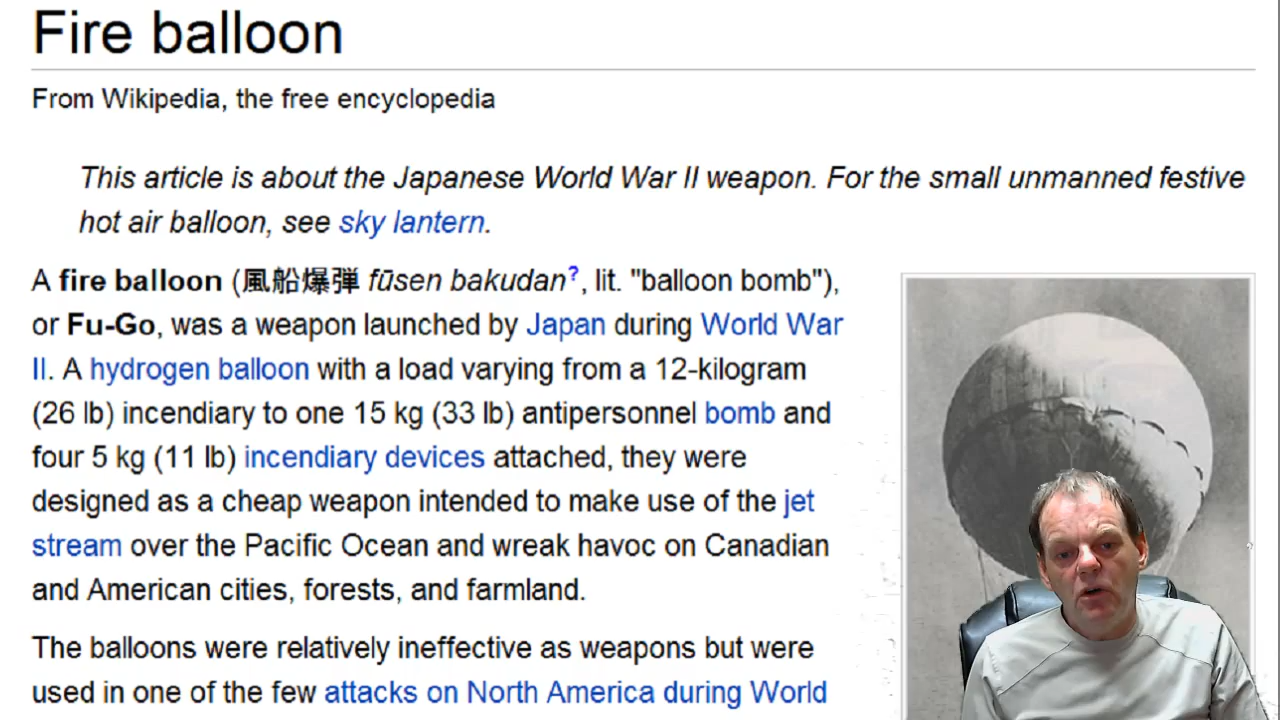 Fire balloon
From Wikipedia, the free encyclopedia
This article is about the Japanese World War II weapon. For the small unmanned festive
hot air balloon, see sky lantern.
A fire balloon (風船爆弾 fūsen bakudan?, lit. "balloon bomb"),
or Fu-Go, was a weapon launched by Japan during World War
II. A hydrogen balloon with a load varying from a 12-kilogram
(26 lb) incendiary to one 15 kg (33 lb) antipersonnel bomb and
four 5 kg (11 lb) incendiary devices attached, they were
designed as a cheap weapon intended to make use of the jet
stream over the Pacific Ocean and wreak havoc on Canadian
and American cities, forests, and farmland.
The balloons were relatively ineffective as weapons but were
used in one of the few attacks on North America during World